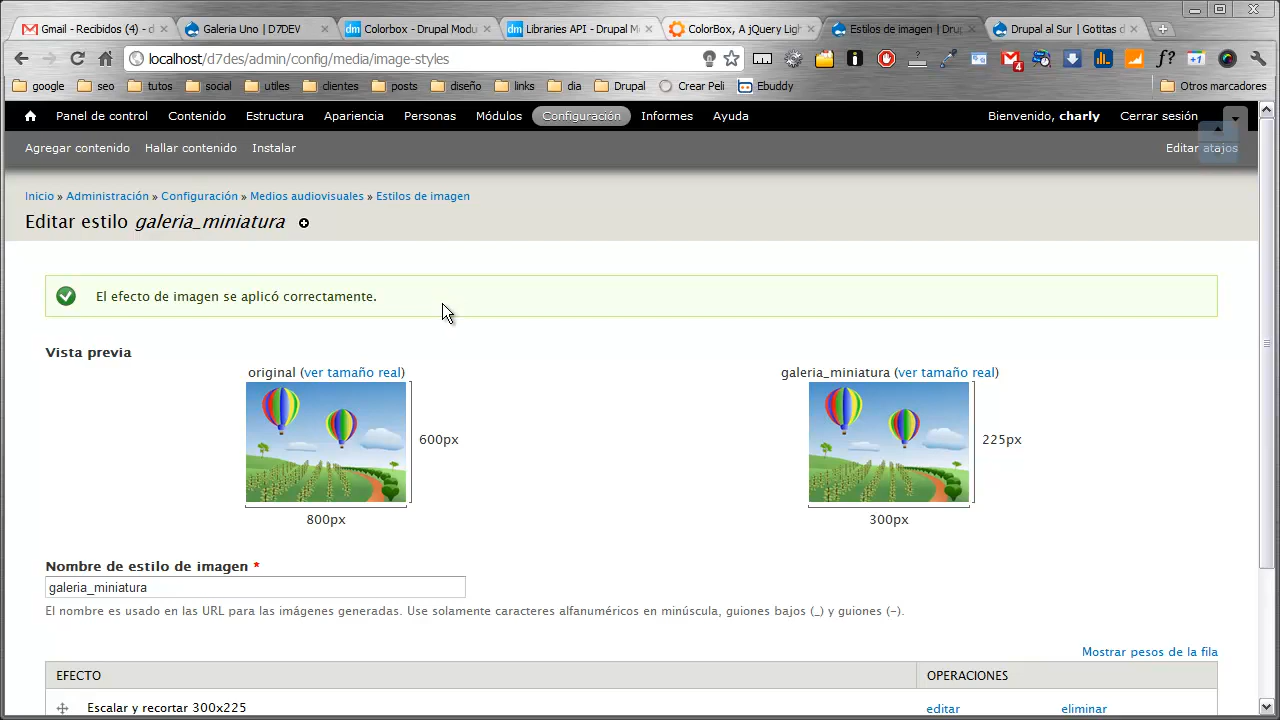 Gmail - Recibidos (4) - d
Galeria Uno | D7DEV
Colorbox - Drupal Modu
Libraries API - Drupal M
ColorBox, A jQuery Ligh
Estilos de imagen | Drup
Drupal al Sur | Gotitas d
localhost/d7des/admin/config/media/image-styles
google
seo
tutos
social
utiles
clientes
posts
diseño
links
dia
Drupal
Crear Peli
Ebuddy
Otros marcadores
Panel de control
Contenido
Estructura
Apariencia
Personas
Módulos
Configuración
Informes
Ayuda
Bienvenido, charly
Cerrar sesión
Agregar contenido
Hallar contenido
Instalar
Editar atajos
Inicio » Administración » Configuración » Medios audiovisuales » Estilos de imagen
Editar estilo galeria_miniatura
El efecto de imagen se aplicó correctamente.
Vista previa
original (ver tamaño real)
600px
800px
galeria_miniatura (ver tamaño real)
225px
300px
Nombre de estilo de imagen *
galeria_miniatura
El nombre es usado en las URL para las imágenes generadas. Use solamente caracteres alfanuméricos en minúscula, guiones bajos (_) y guiones (-).
Mostrar pesos de la fila
EFECTO
OPERACIONES
Escalar y recortar 300x225
editar
eliminar